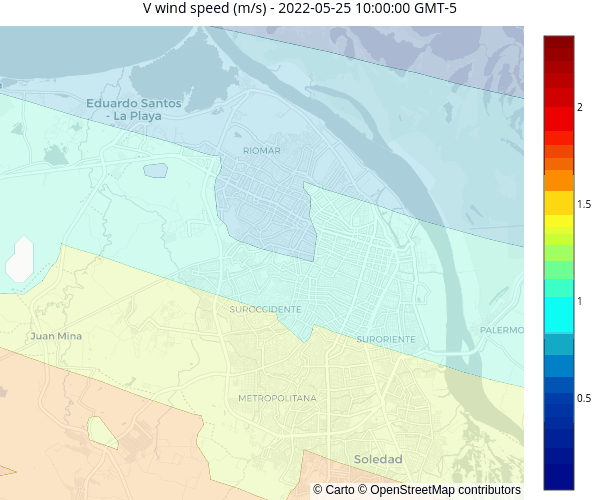 V wind speed (m/s) - 2022-05-25 10:00:00 GMT-5
Eduardo Santos
- La Playa
RIOMAR
SUROCCIDENTE
SURORIENTE
PALERMO
Juan Mina
METROPOLITANA
Soledad
2
1.5
1
0.5
© Carto © OpenStreetMap contributors